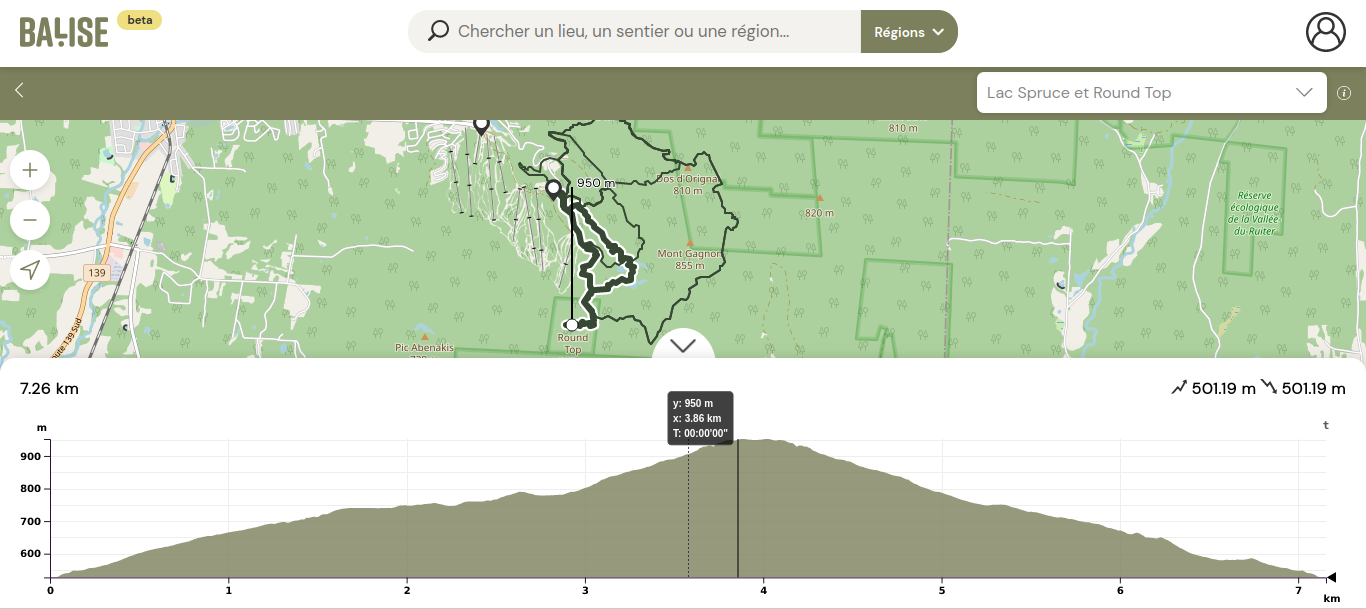 BALISE
beta
Chercher un lieu, un sentier ou une région...
Régions
Lac Spruce et Round Top
810 m
950 m
Dos d'Orignal
810 m
820 m
Réserve
écologique
de la Vallée
du Ruiter
Mont Gagnon
855 m
139
Route 139 Sud
Round
Top
Pic Abénakis
7.26 km
501.19 m
501.19 m
y: 950 m
x: 3.86 km
T: 00:00'00"
m
t
900
800
700
600
0
1
2
3
4
5
6
7
km